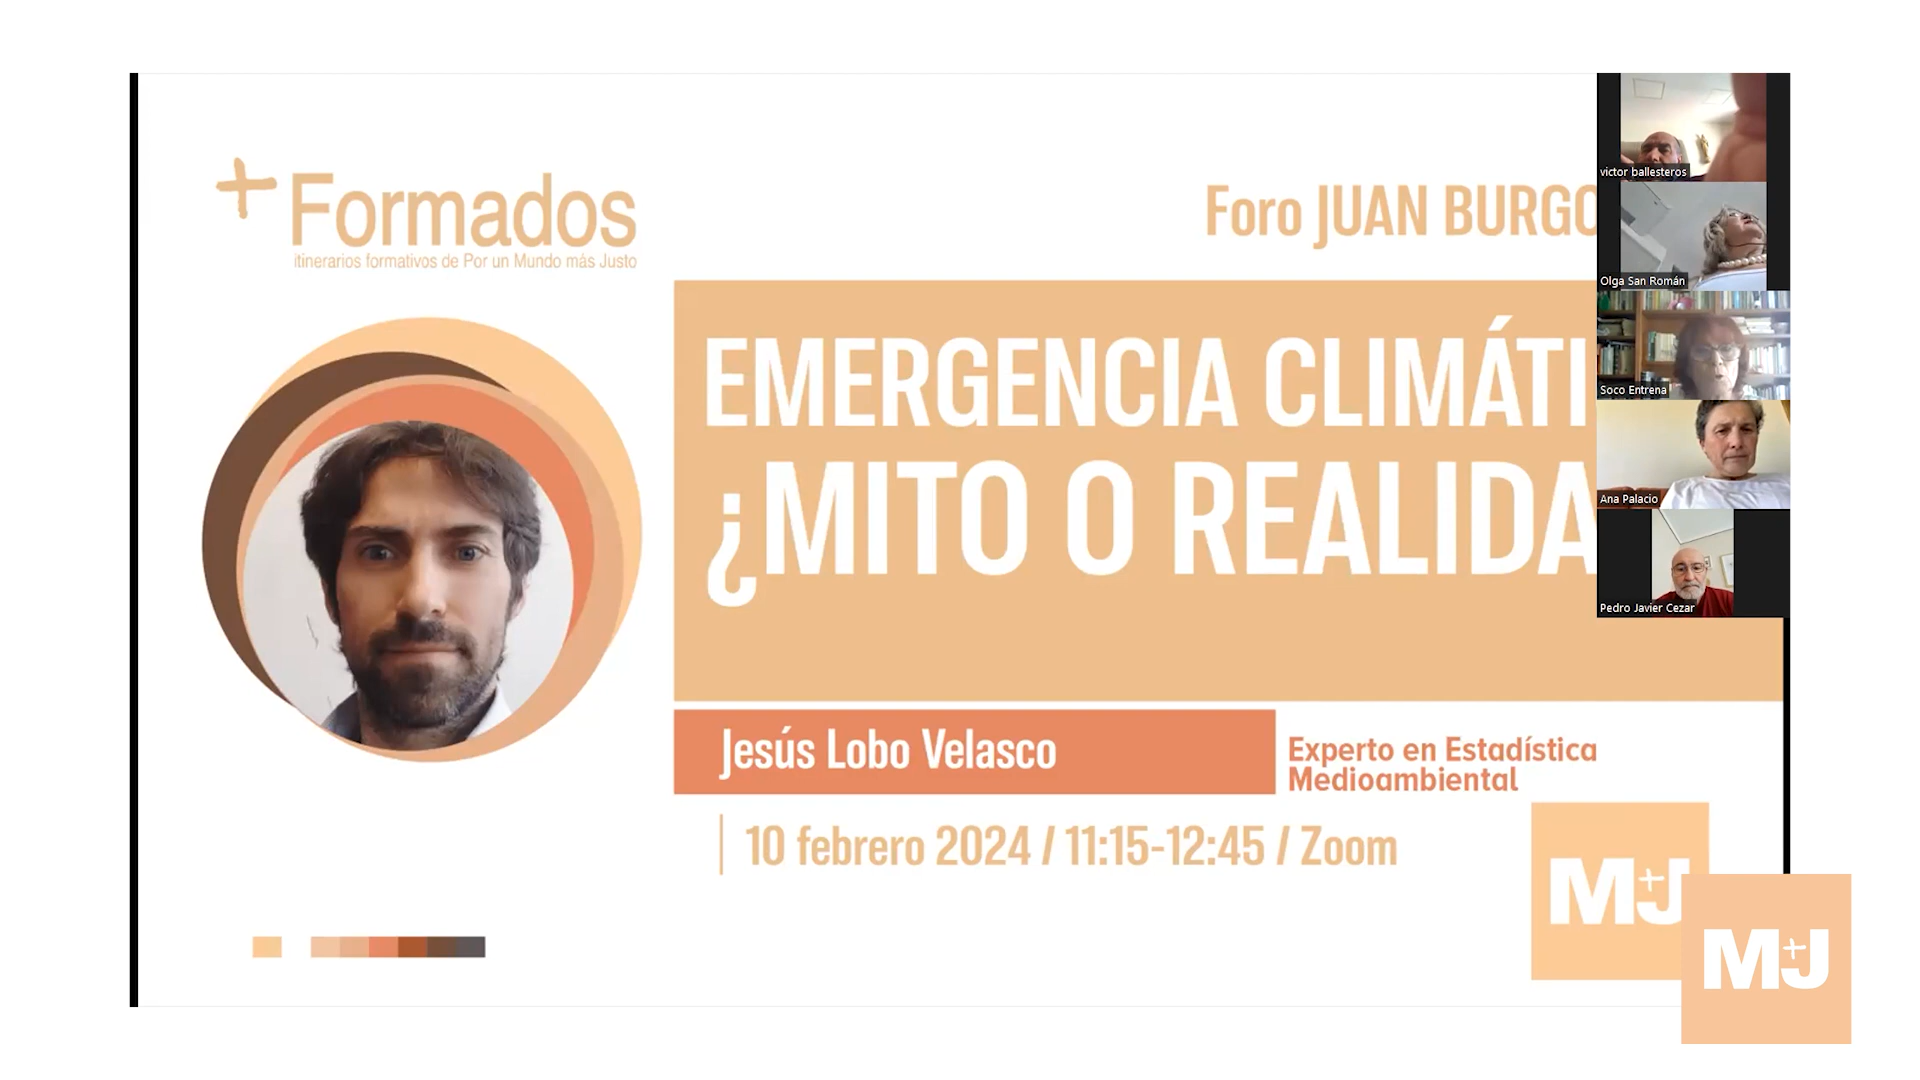 +Formados
itinerarios formativos de Por un Mundo más Justo
Foro JUAN BURGO
EMERGENCIA CLIMÁTI
¿MITO O REALIDA
Jesús Lobo Velasco
Experto en Estadística
Medioambiental
10 febrero 2024 / 11:15-12:45 / Zoom
victor ballesteros
Olga San Román
Soco Entrena
Ana Palacio
Pedro Javier Cezar
M+J
M+J